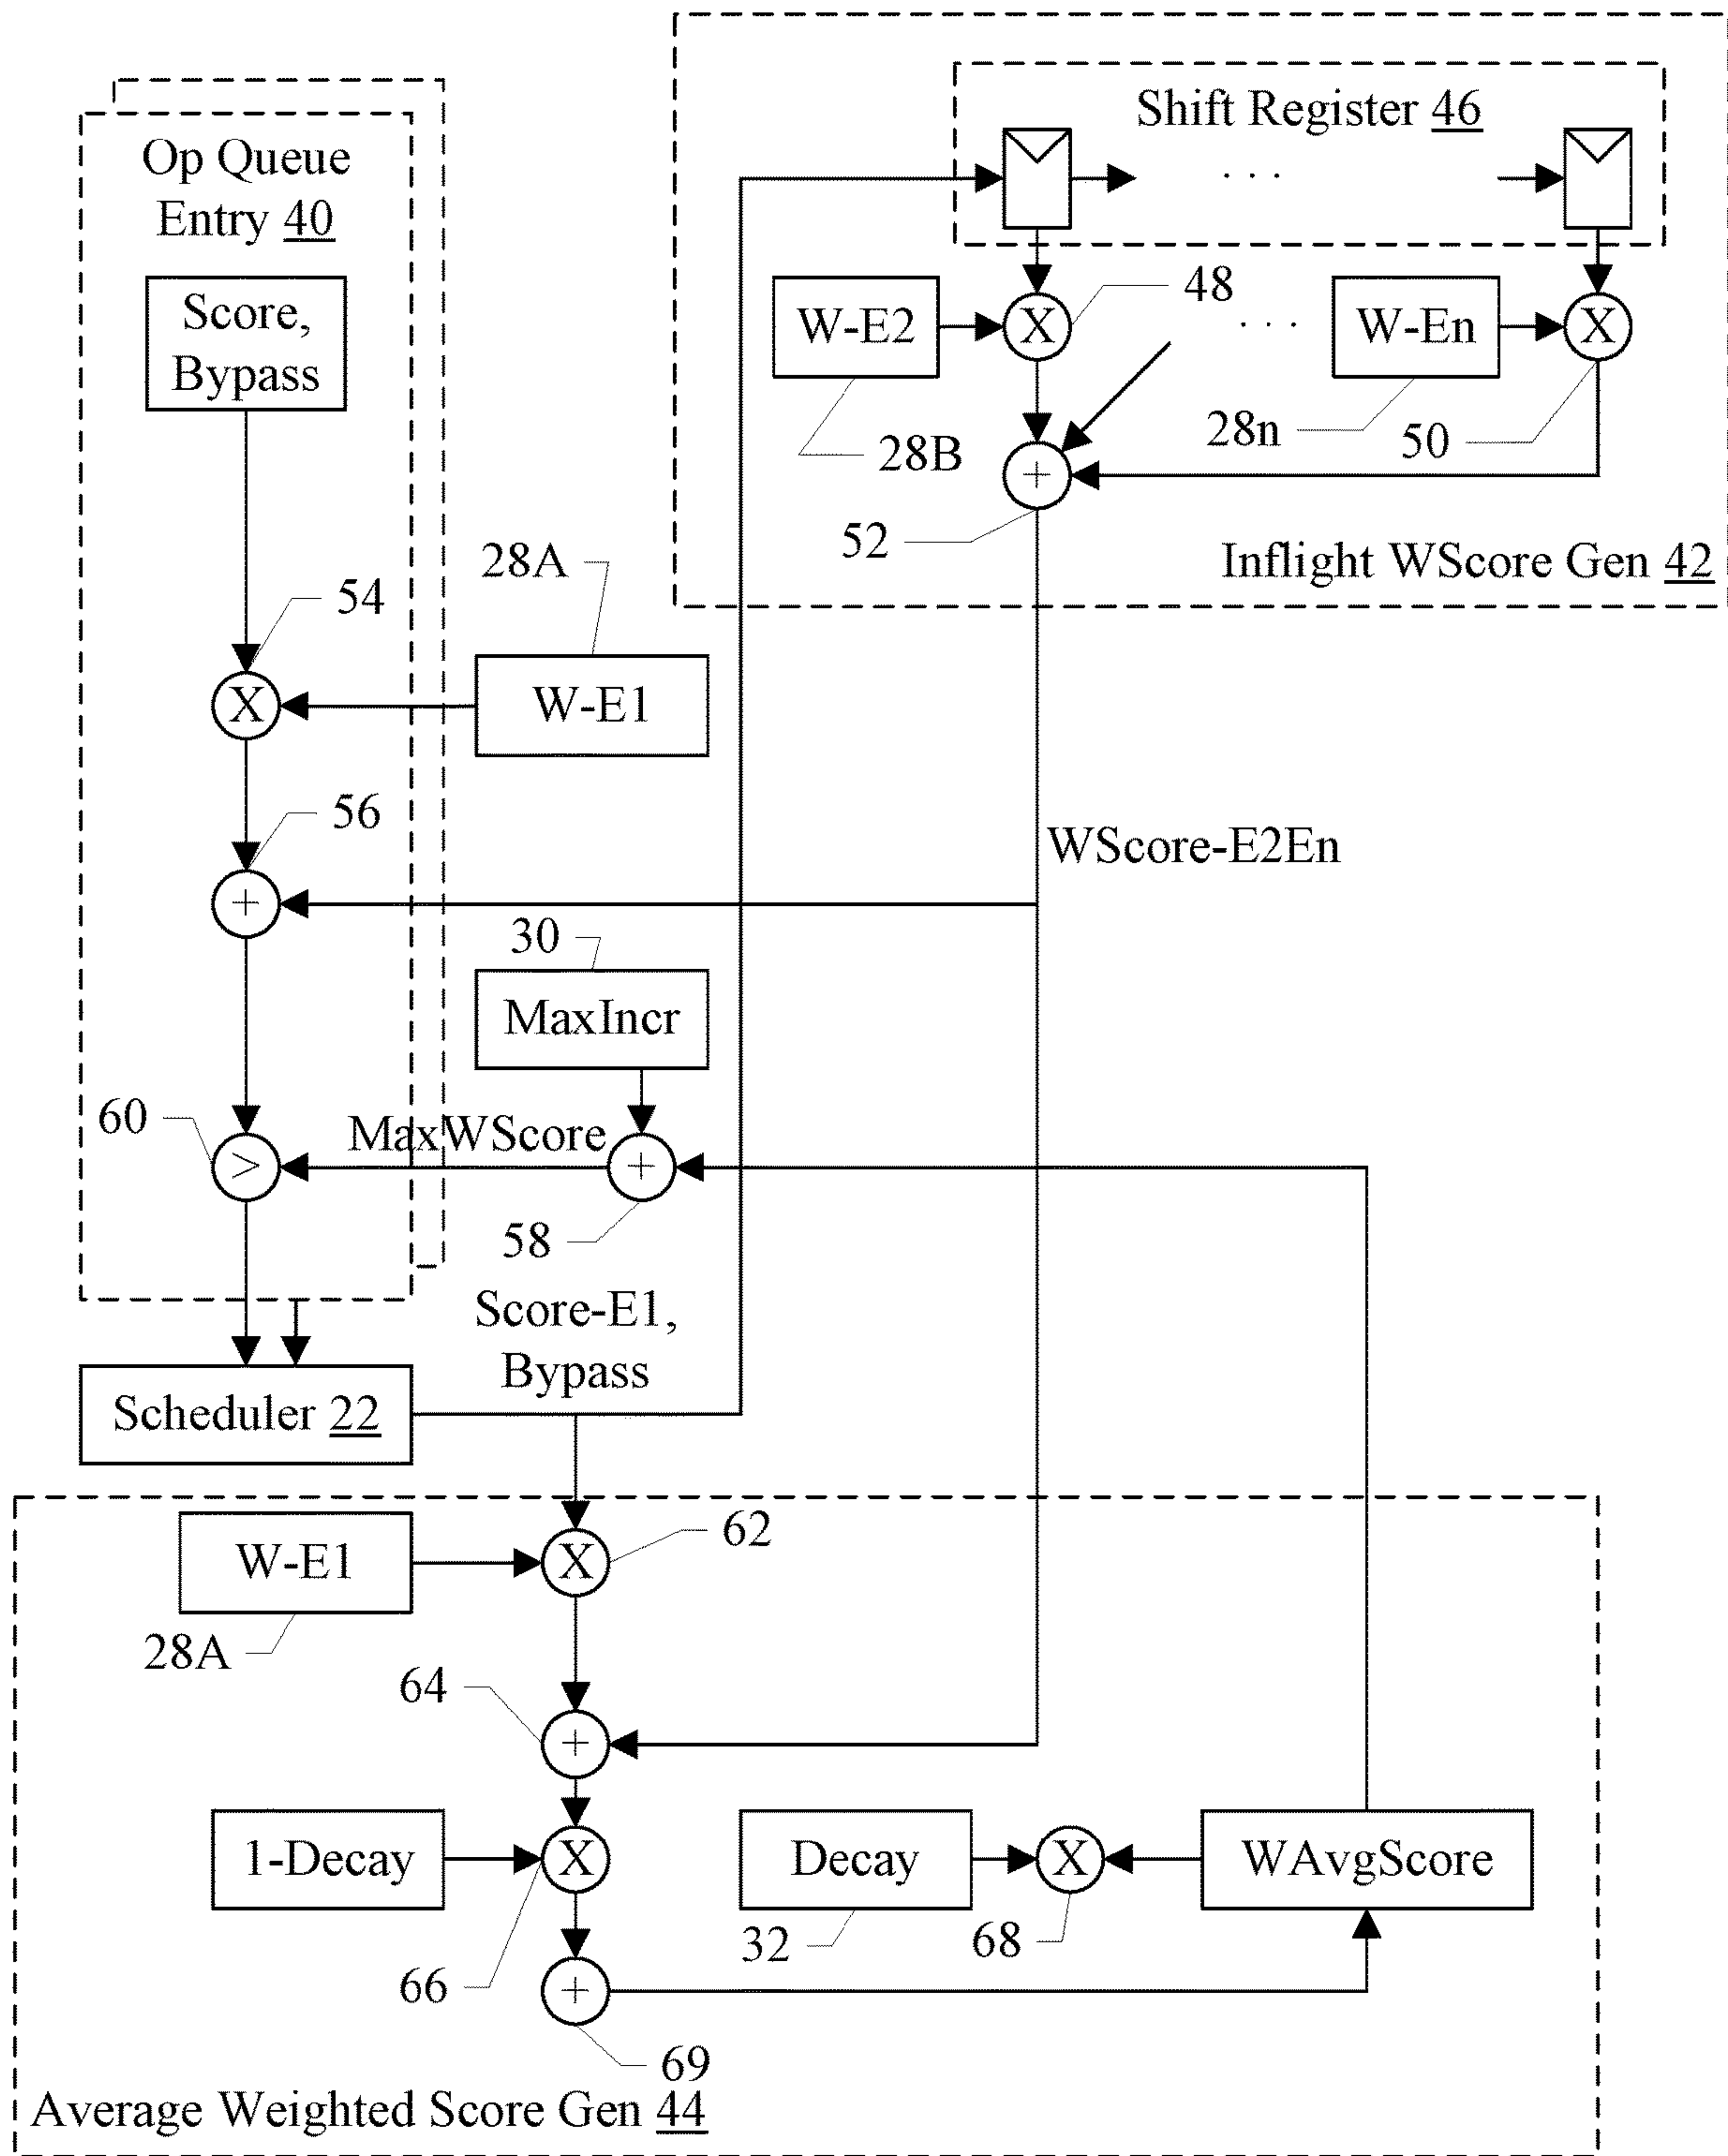 Shift Register 46
. . .
Op Queue
Entry 40
Score,
Bypass
W-E2
X
48
. . .
W-En
X
28B
28n
50
+
52
Inflight WScore Gen 42
28A
54
X
W-E1
56
WScore-E2En
+
30
MaxIncr
60
MaxWScore
>
+
58
Score-E1,
Bypass
Scheduler 22
W-E1
X
62
28A
64
+
1-Decay
X
Decay
X
WAvgScore
66
32
68
+
69
Average Weighted Score Gen 44